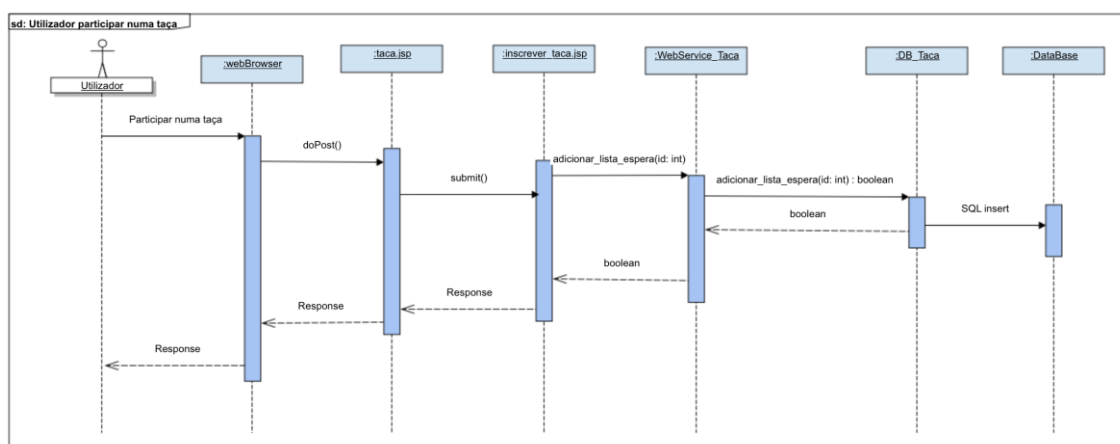 sd: Utilizador participar numa taça
:webBrowser
:taca.jsp
:inscrever_taca.jsp
:WebService_Taca
:DB_Taca
:DataBase
Utilizador
Participar numa taça
doPost()
submit()
adicionar_lista_espera(id: int)
adicionar_lista_espera(id: int) : boolean
SQL insert
boolean
boolean
Response
Response
Response